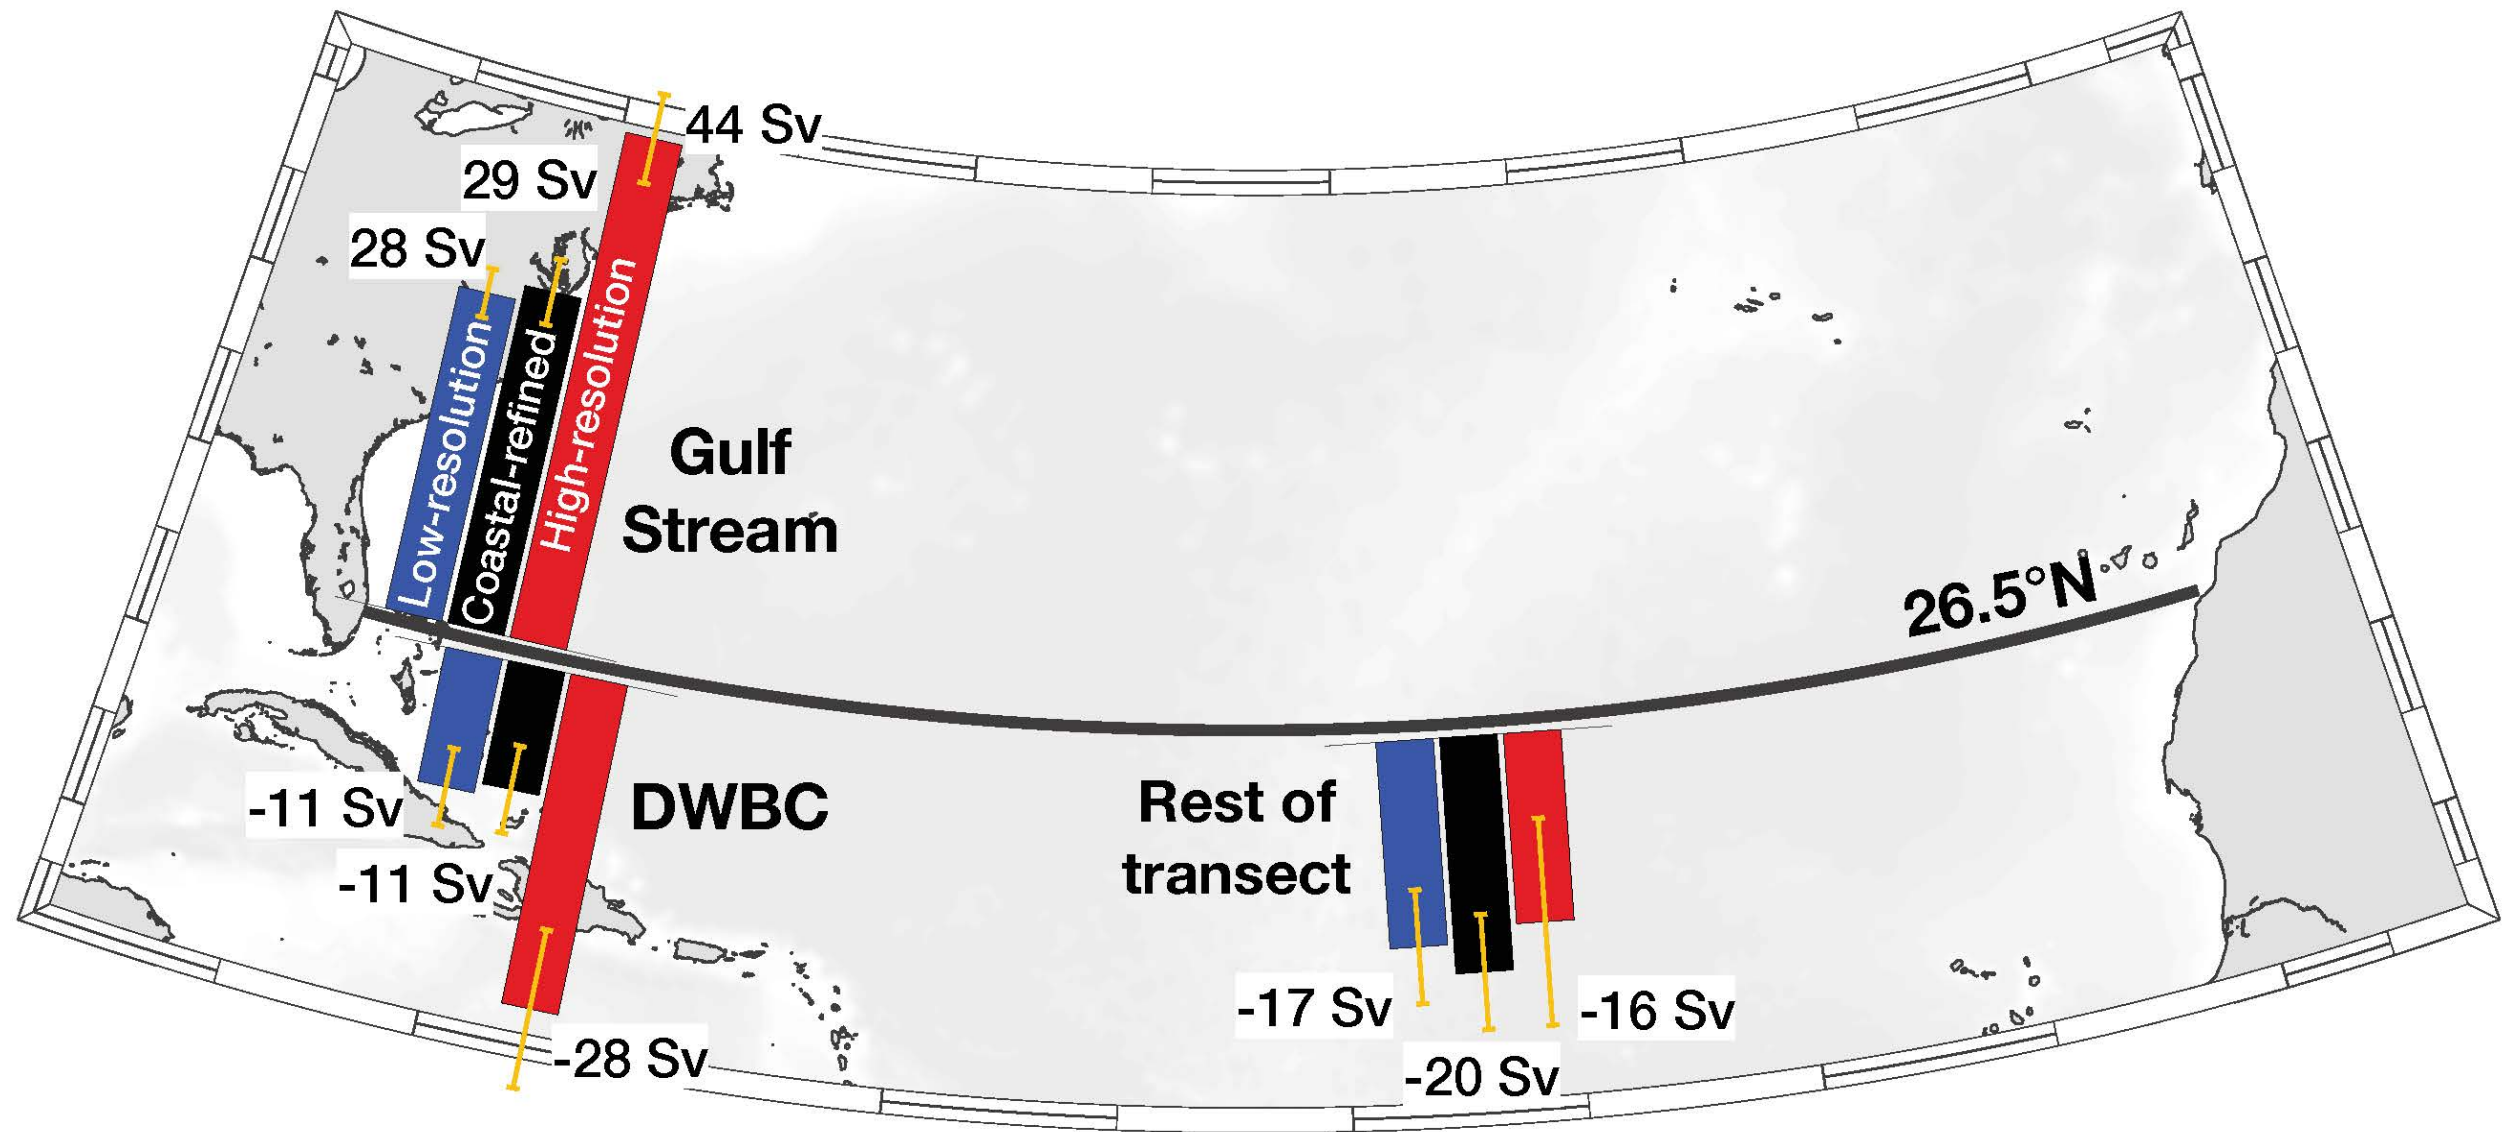 44 Sv
29 Sv
28 Sv
Low-resolution
Coastal-refined
High-resolution
Gulf
Stream
26.5°N
-11 Sv
-11 Sv
DWBC
-28 Sv
Rest of
transect
-17 Sv
-20 Sv
-16 Sv